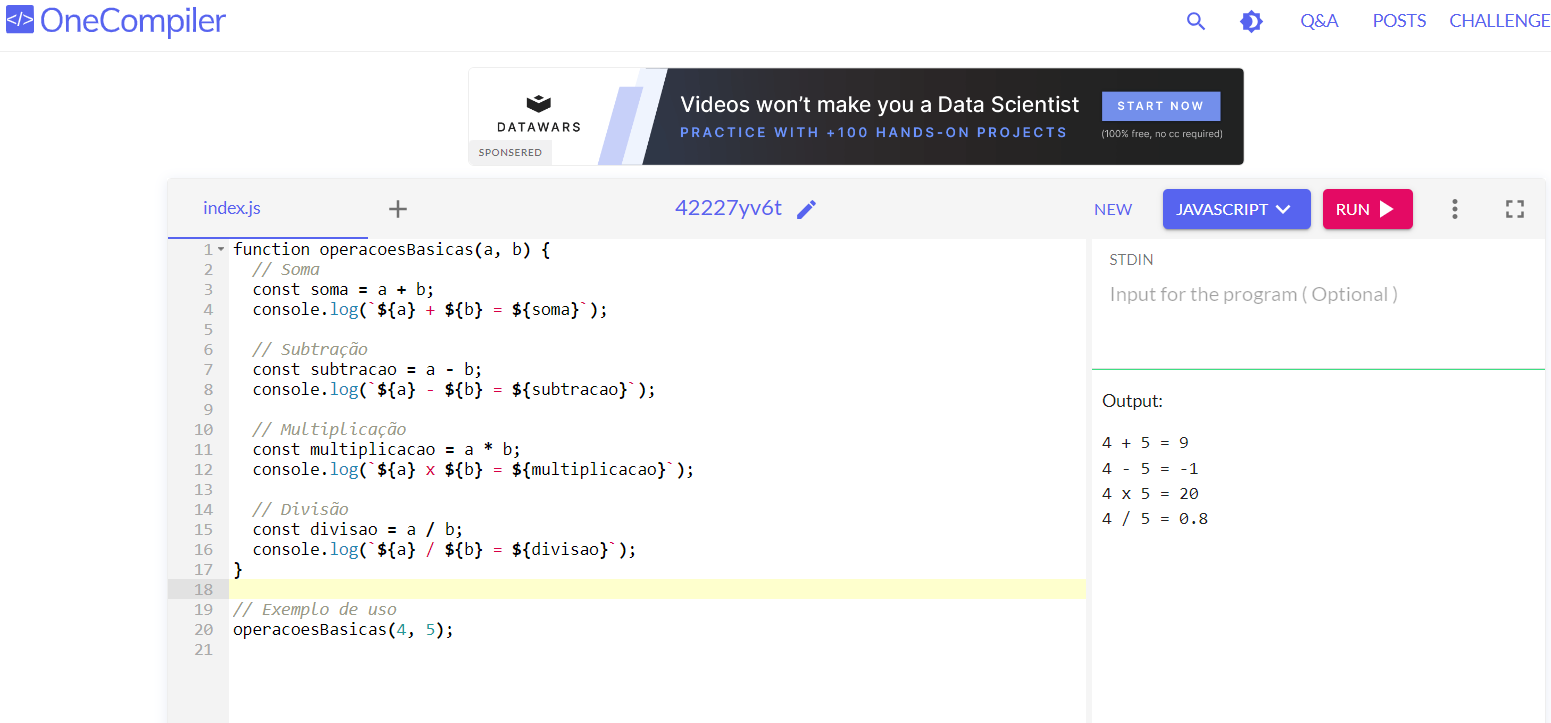 </> OneCompiler
Q&A POSTS CHALLENGE
DATAWARS
SPONSERED
Videos won't make you a Data Scientist
PRACTICE WITH +100 HANDS-ON PROJECTS
START NOW
(100% free, no cc required)
index.js + 42227yv6t NEW JAVASCRIPT RUN
1 function operacoesBasicas(a, b) {
2 // Soma
3 const soma = a + b;
4 console.log(`${a} + ${b} = ${soma}`);
5
6 // Subtração
7 const subtracao = a - b;
8 console.log(`${a} - ${b} = ${subtracao}`);
9
10 // Multiplicação
11 const multiplicacao = a * b;
12 console.log(`${a} x ${b} = ${multiplicacao}`);
13
14 // Divisão
15 const divisao = a / b;
16 console.log(`${a} / ${b} = ${divisao}`);
17 }
18
19 // Exemplo de uso
20 operacoesBasicas(4, 5);
21
STDIN
Input for the program ( Optional )
Output:
4 + 5 = 9
4 - 5 = -1
4 x 5 = 20
4 / 5 = 0.8